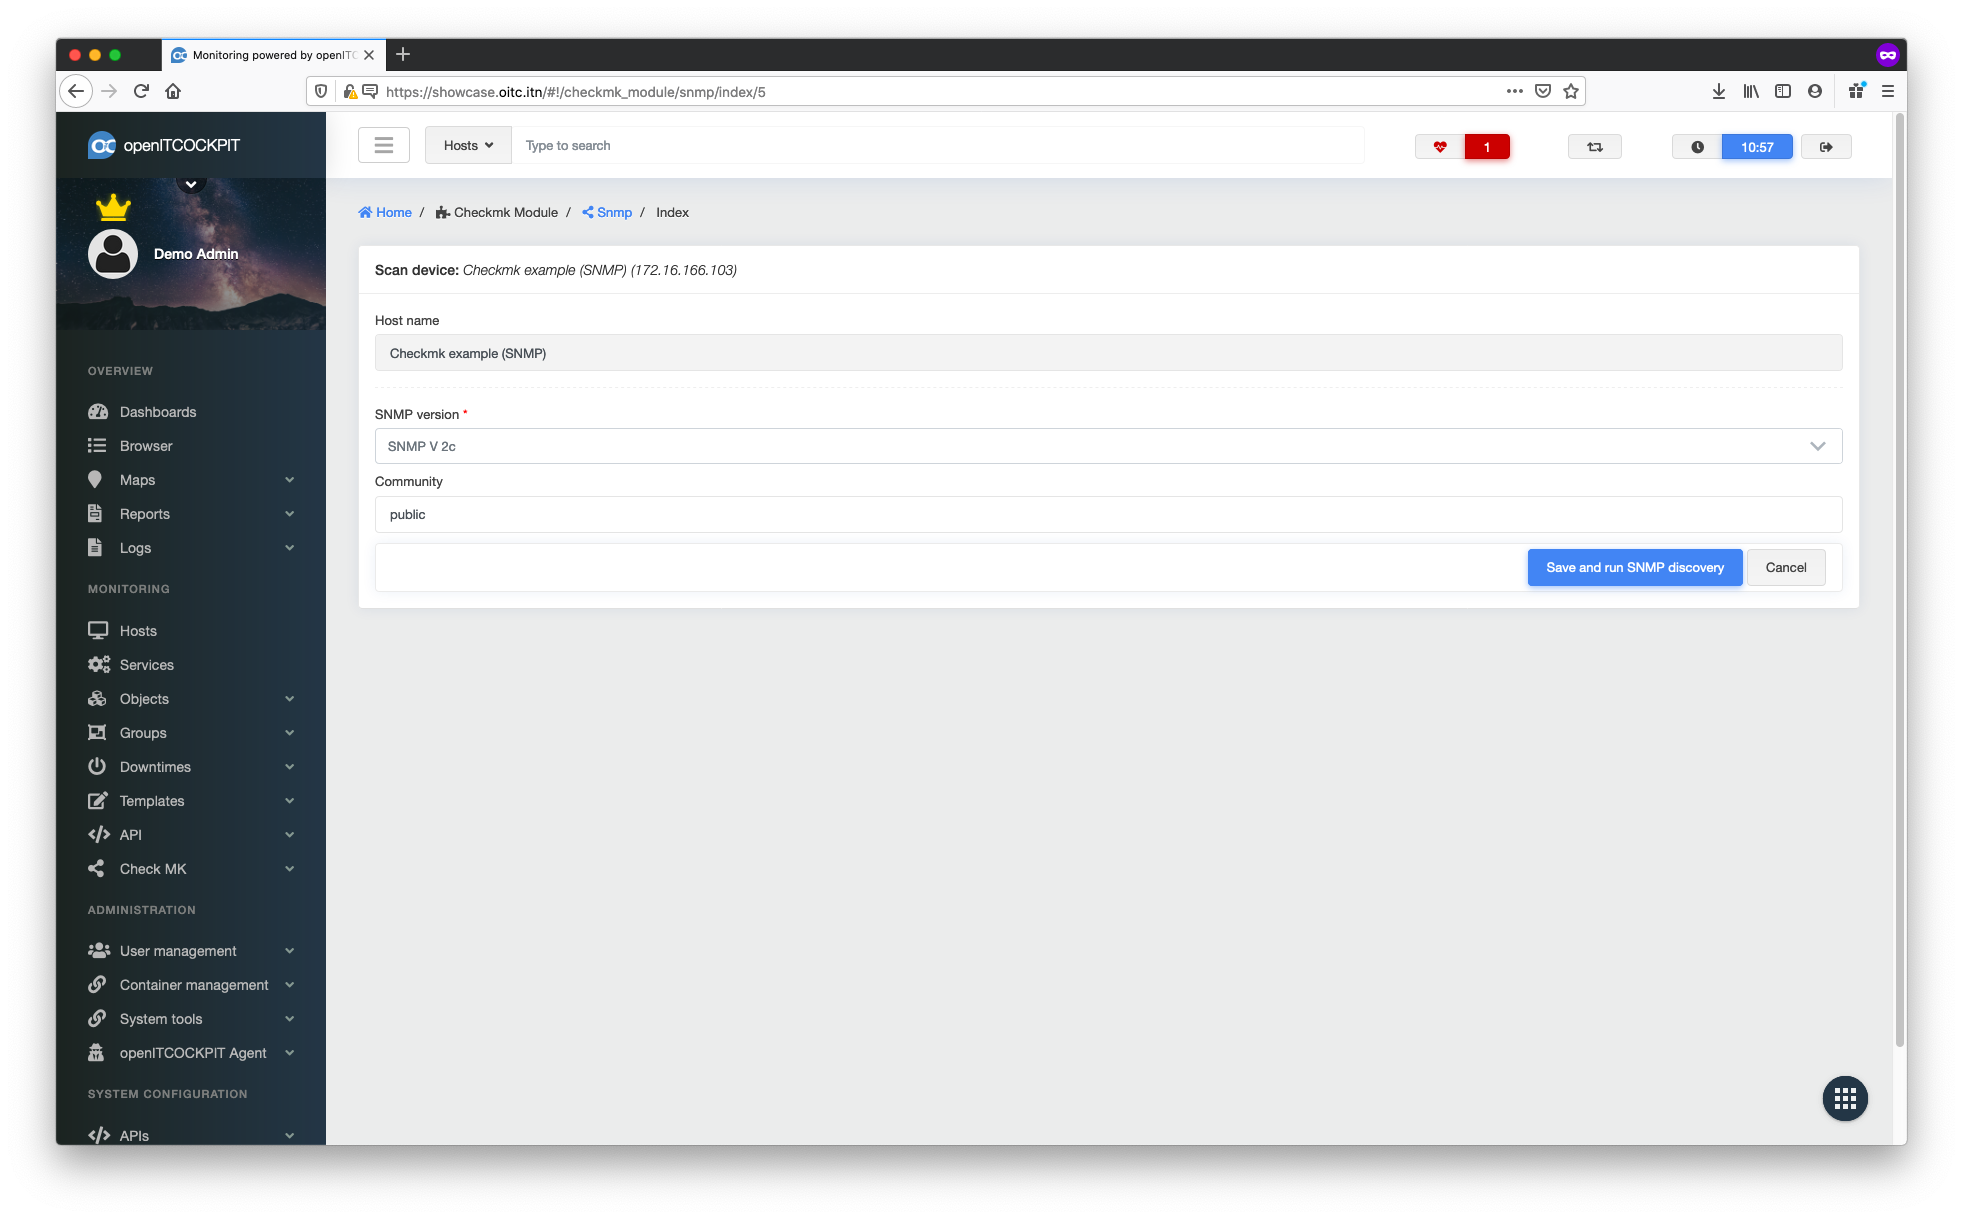 Monitoring powered by openITC
https://showcase.oitc.itn/#!/checkmk_module/snmp/index/5
openITCOCKPIT
Hosts
Type to search
1
10:57
Demo Admin
Home / Checkmk Module / Snmp / Index
Scan device: Checkmk example (SNMP) (172.16.166.103)
Host name
Checkmk example (SNMP)
SNMP version *
SNMP V 2c
Community
public
Save and run SNMP discovery
Cancel
OVERVIEW
Dashboards
Browser
Maps
Reports
Logs
MONITORING
Hosts
Services
Objects
Groups
Downtimes
Templates
API
Check MK
ADMINISTRATION
User management
Container management
System tools
openITCOCKPIT Agent
SYSTEM CONFIGURATION
APIs